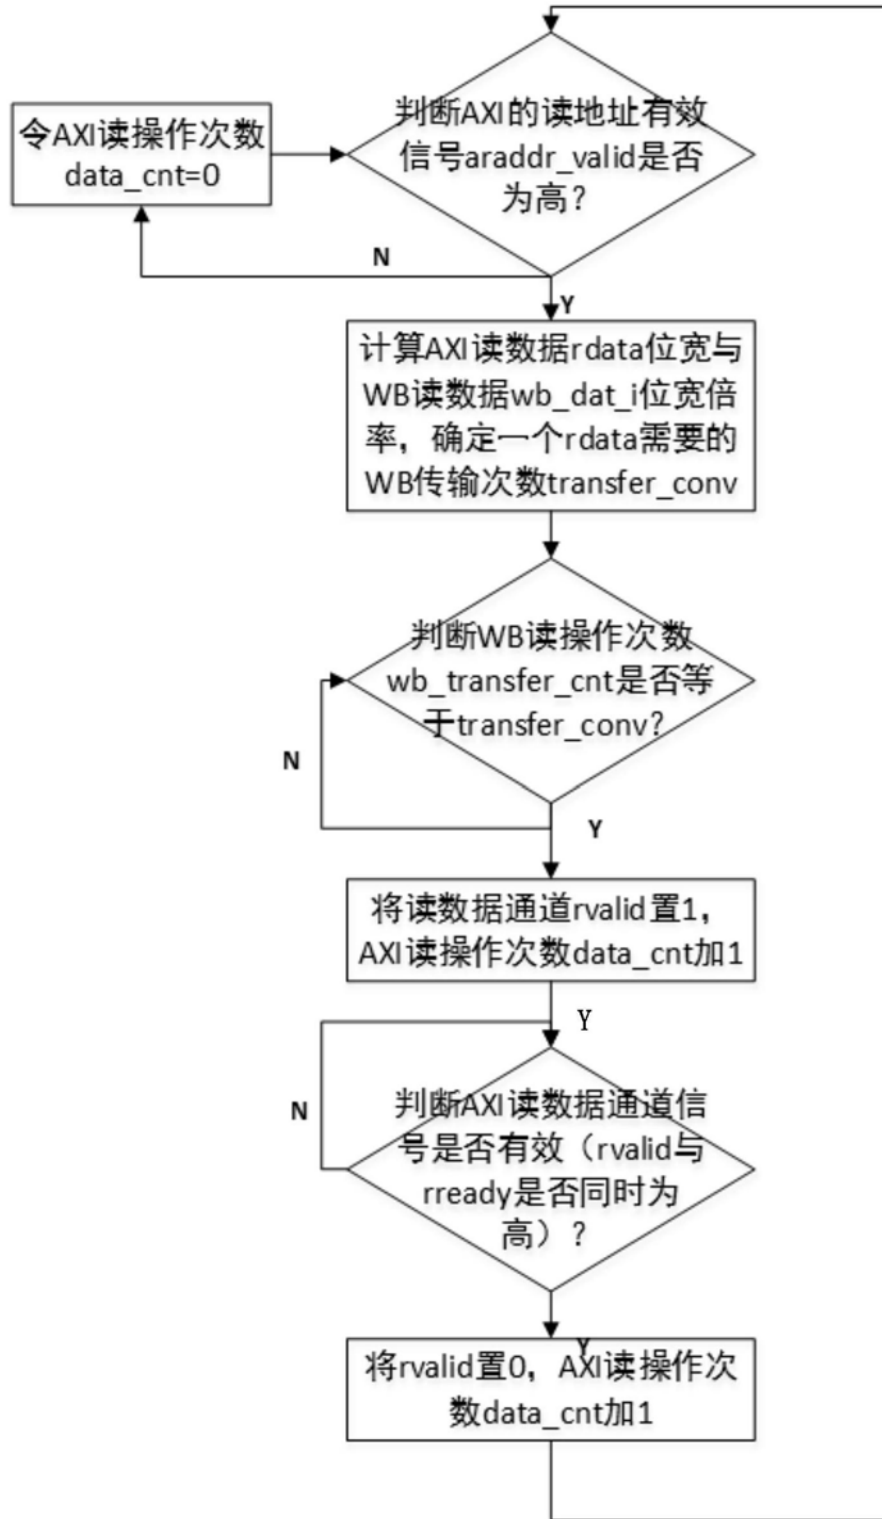 判断AXI的读地址有效
信号araddr_valid是否
为高?
令AXI读操作次数
data_cnt=0
N
Y
计算AXI读数据rdata位宽与
WB读数据wb_dat_i位宽倍
率，确定一个rdata需要的
WB传输次数transfer_conv
判断WB读操作次数
wb_transfer_cnt是否等
于transfer_conv?
N
Y
将读数据通道rvalid置1，
AXI读操作次数data_cnt加1
Y
N
判断AXI读数据通道信
号是否有效（rvalid与
rready是否同时为
高）?
Y
将rvalid置0，AXI读操作次
数data_cnt加1